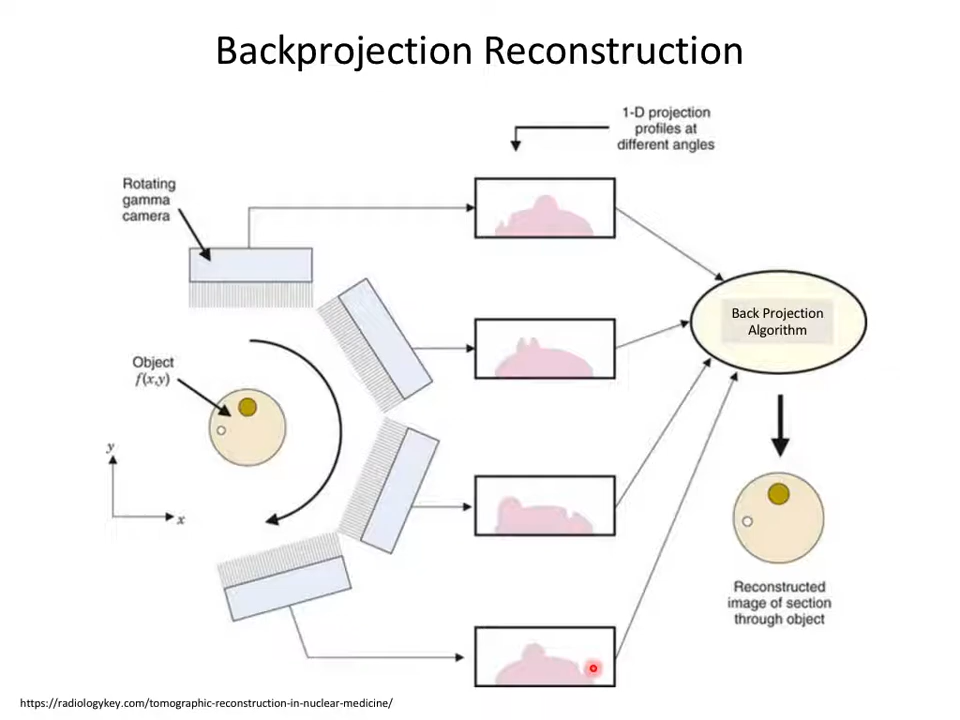 Backprojection Reconstruction
1-D projection
profiles at
different angles
Rotating
gamma
camera
Back Projection
Algorithm
Object
f(x,y)
y
x
Reconstructed
image of section
through object
https://radiologykey.com/tomographic-reconstruction-in-nuclear-medicine/